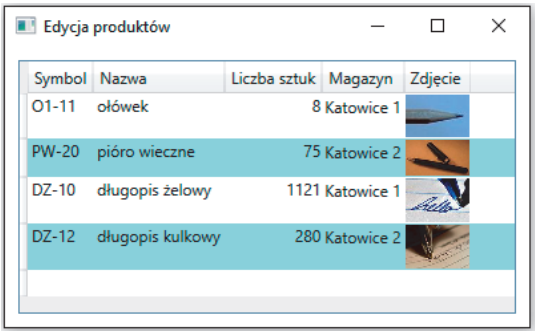 Edycja produktów
Symbol Nazwa Liczba sztuk Magazyn Zdjęcie
O1-11 ołówek 8 Katowice 1
PW-20 pióro wieczne 75 Katowice 2
DZ-10 długopis żelowy 1121 Katowice 1
DZ-12 długopis kulkowy 280 Katowice 2